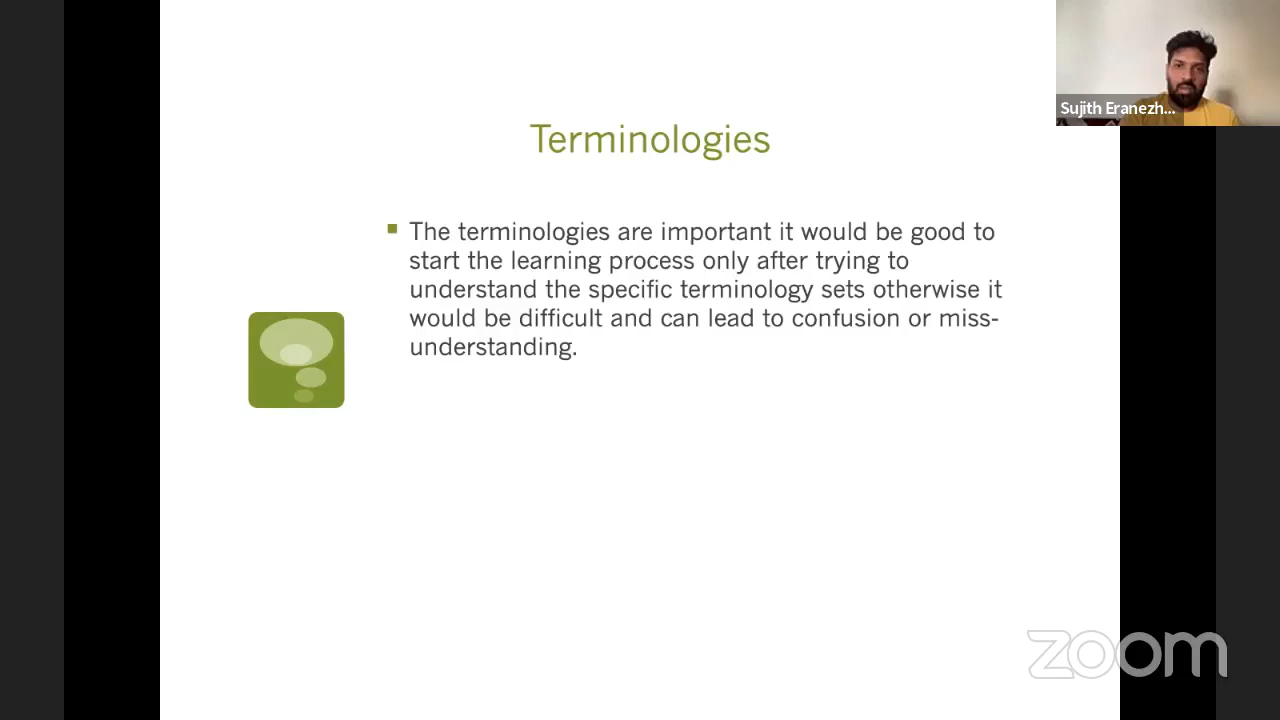 Sujith Eranezh...
Terminologies
The terminologies are important it would be good to
start the learning process only after trying to
understand the specific terminology sets otherwise it
would be difficult and can lead to confusion or miss-
understanding.
zoom